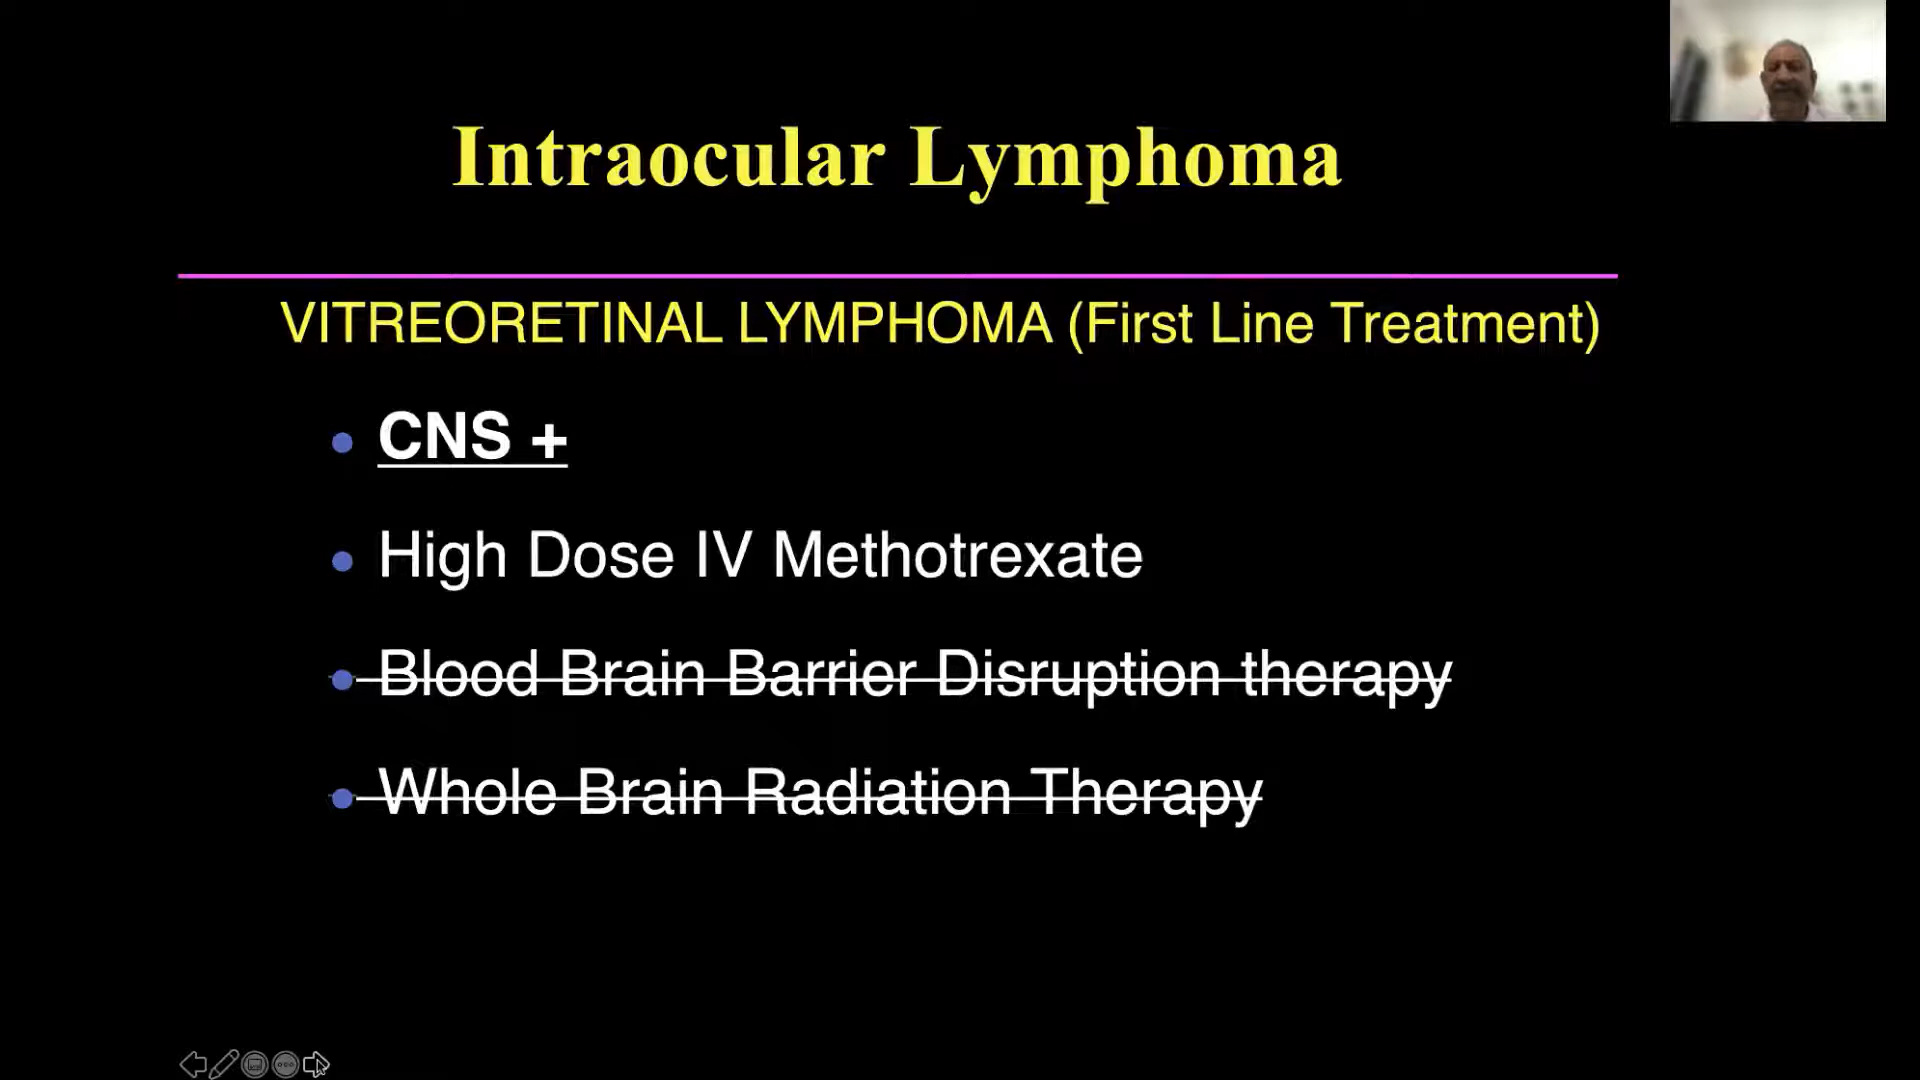 Intraocular Lymphoma
VITREORETINAL LYMPHOMA (First Line Treatment)
• CNS +
• High Dose IV Methotrexate
• Blood Brain Barrier Disruption therapy
• Whole Brain Radiation Therapy